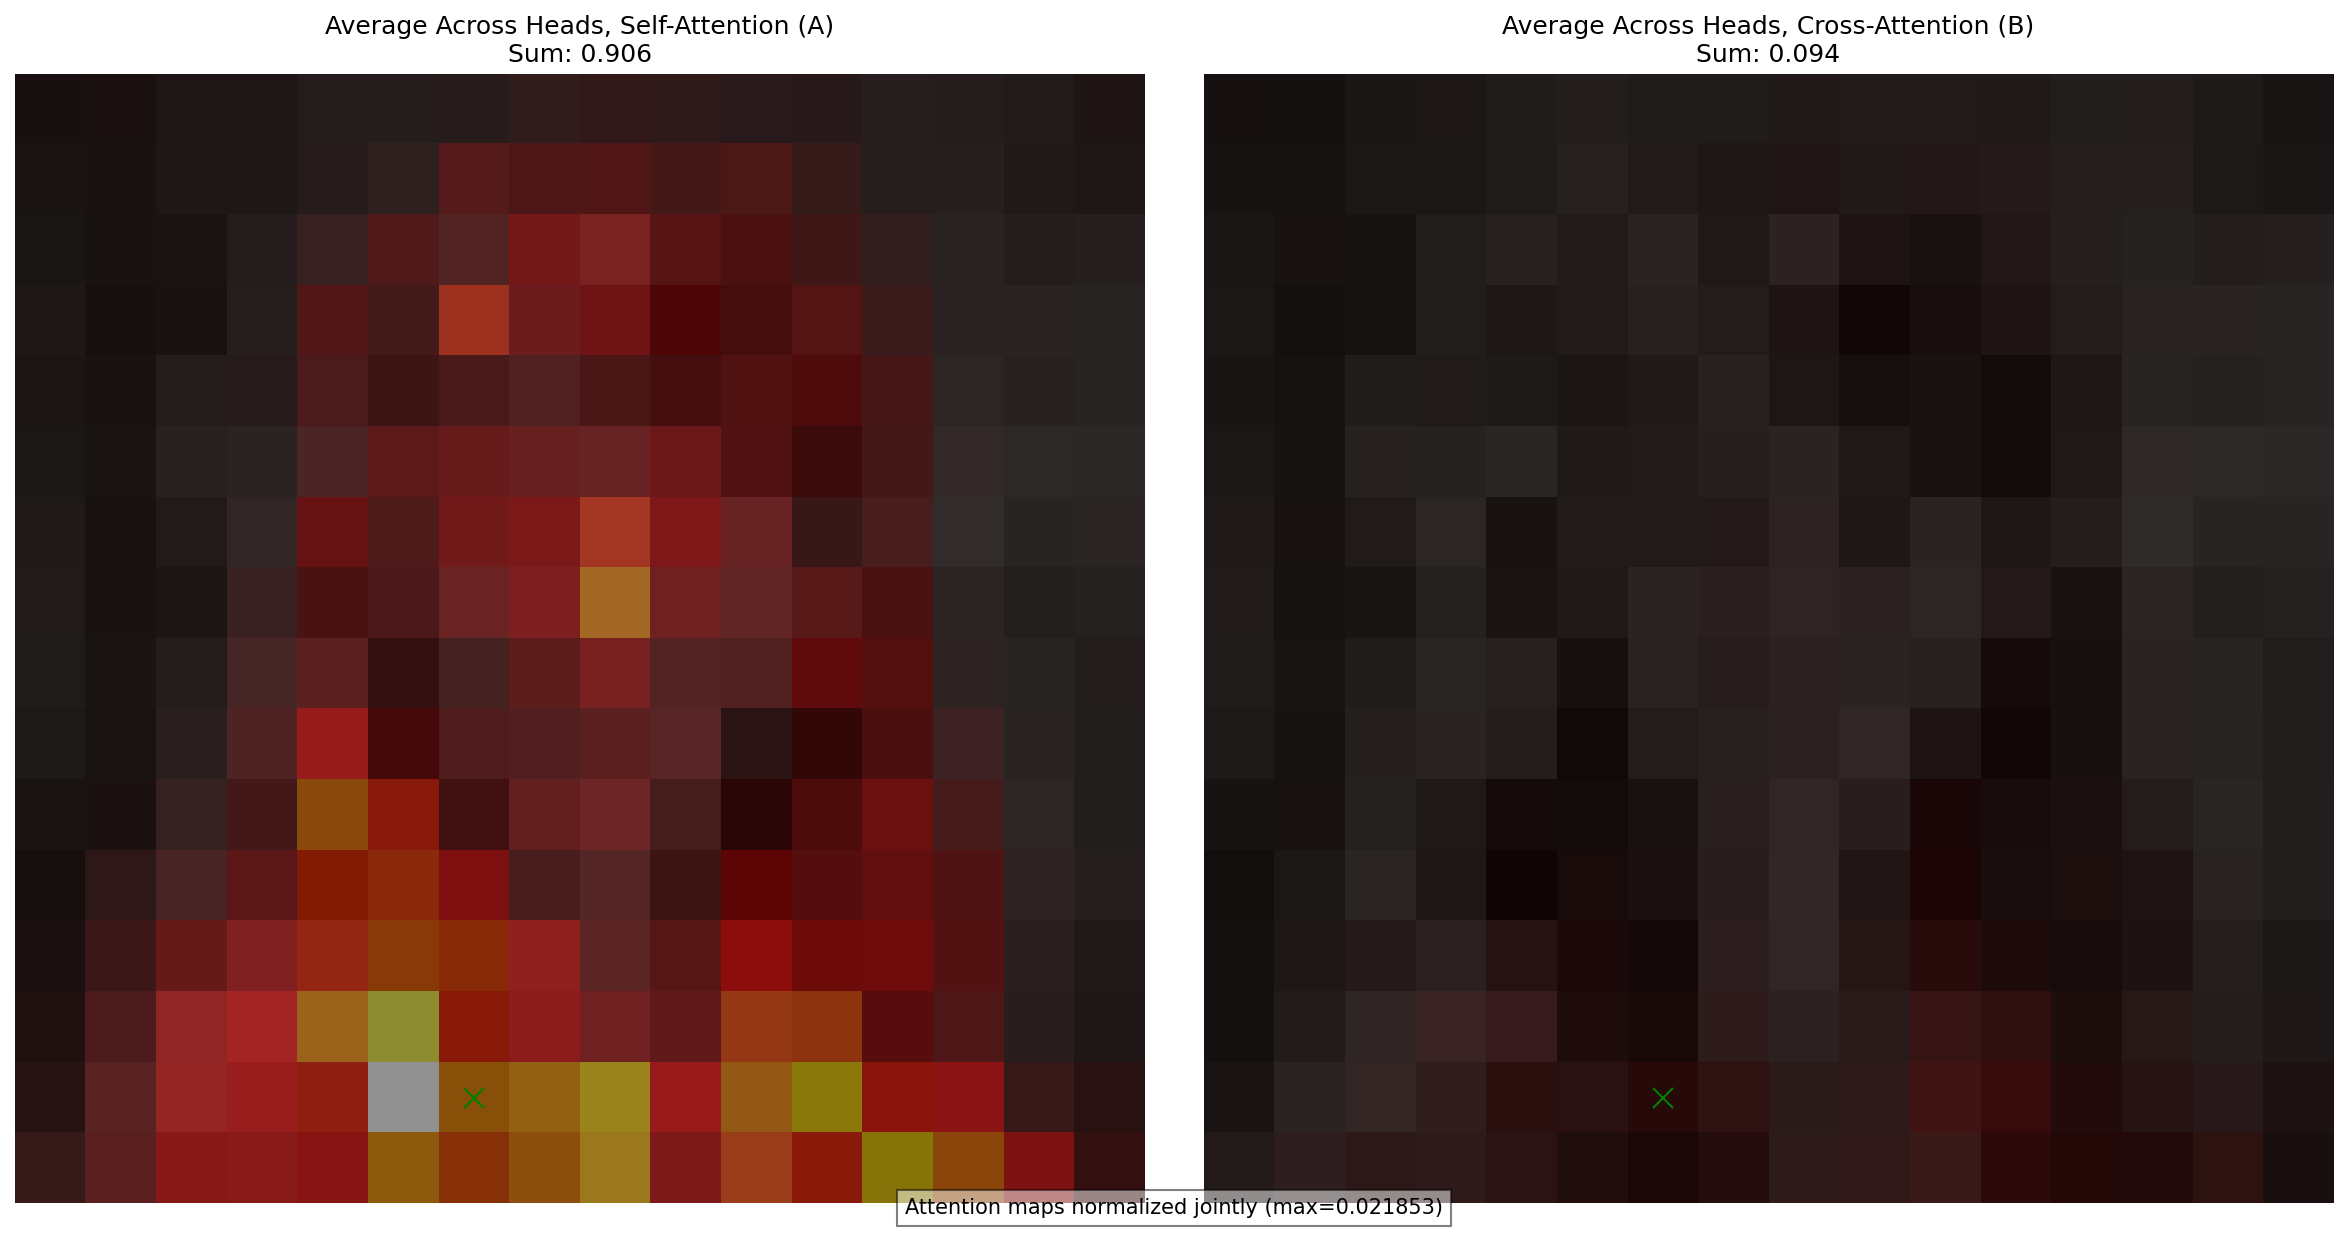 Average Across Heads, Self-Attention (A)
Sum: 0.906
Average Across Heads, Cross-Attention (B)
Sum: 0.094
Attention maps normalized jointly (max=0.021853)